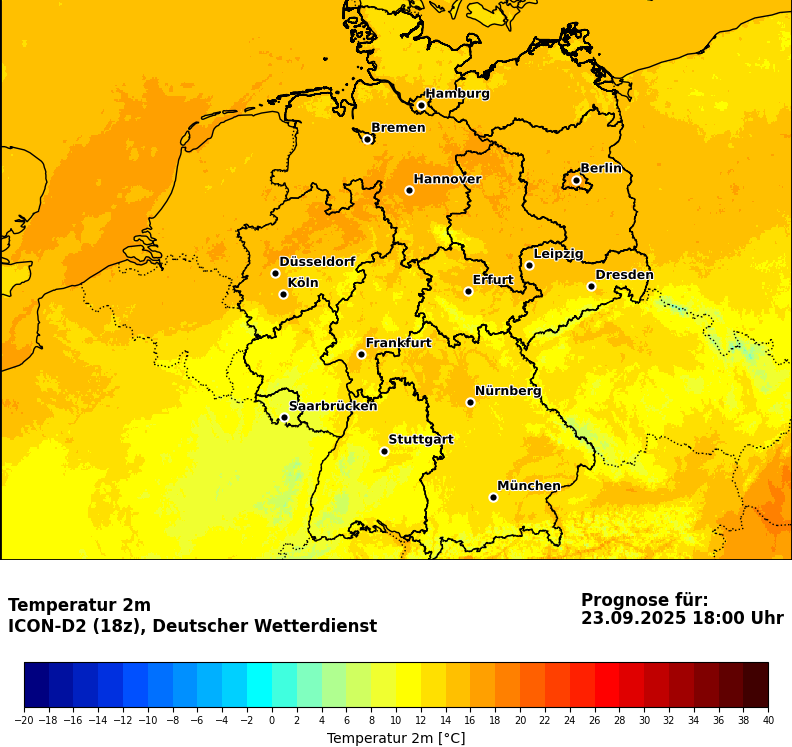 Hamburg
Bremen
Berlin
Hannover
Leipzig
Düsseldorf
Dresden
Erfurt
Köln
Frankfurt
Nürnberg
Saarbrücken
Stuttgart
München
Temperatur 2m
ICON-D2 (18z), Deutscher Wetterdienst
Prognose für:
23.09.2025 18:00 Uhr
−20 −18 −16 −14 −12 −10 −8 −6 −4 −2 0 2 4 6 8 10 12 14 16 18 20 22 24 26 28 30 32 34 36 38 40
Temperatur 2m [°C]